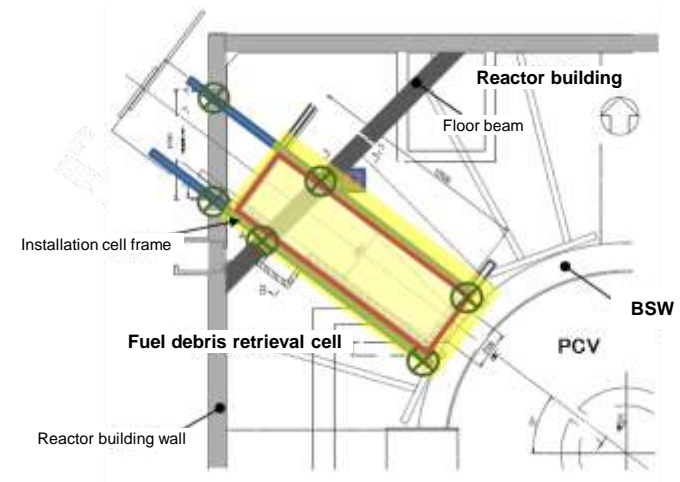 Reactor building
Floor beam
Installation cell frame
BSW
Fuel debris retrieval cell
PCV
Reactor building wall